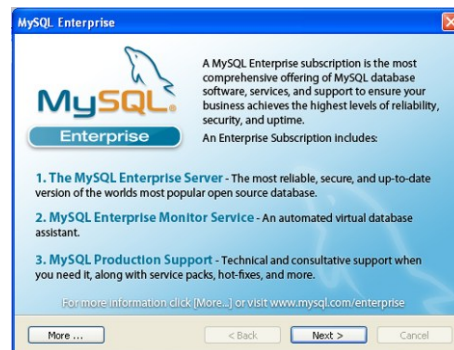 MySQL Enterprise
A MySQL Enterprise subscription is the most
comprehensive offering of MySQL database
software, services, and support to ensure your
business achieves the highest levels of reliability,
security, and uptime.
An Enterprise Subscription includes:
MySQL®
Enterprise
1. The MySQL Enterprise Server - The most reliable, secure, and up-to-date
version of the worlds most popular open source database.
2. MySQL Enterprise Monitor Service - An automated virtual database
assistant.
3. MySQL Production Support - Technical and consultative support when
you need it, along with service packs, hot-fixes, and more.
For more information click [More...] or visit www.mysql.com/enterprise
More ...
< Back
Next >
Cancel